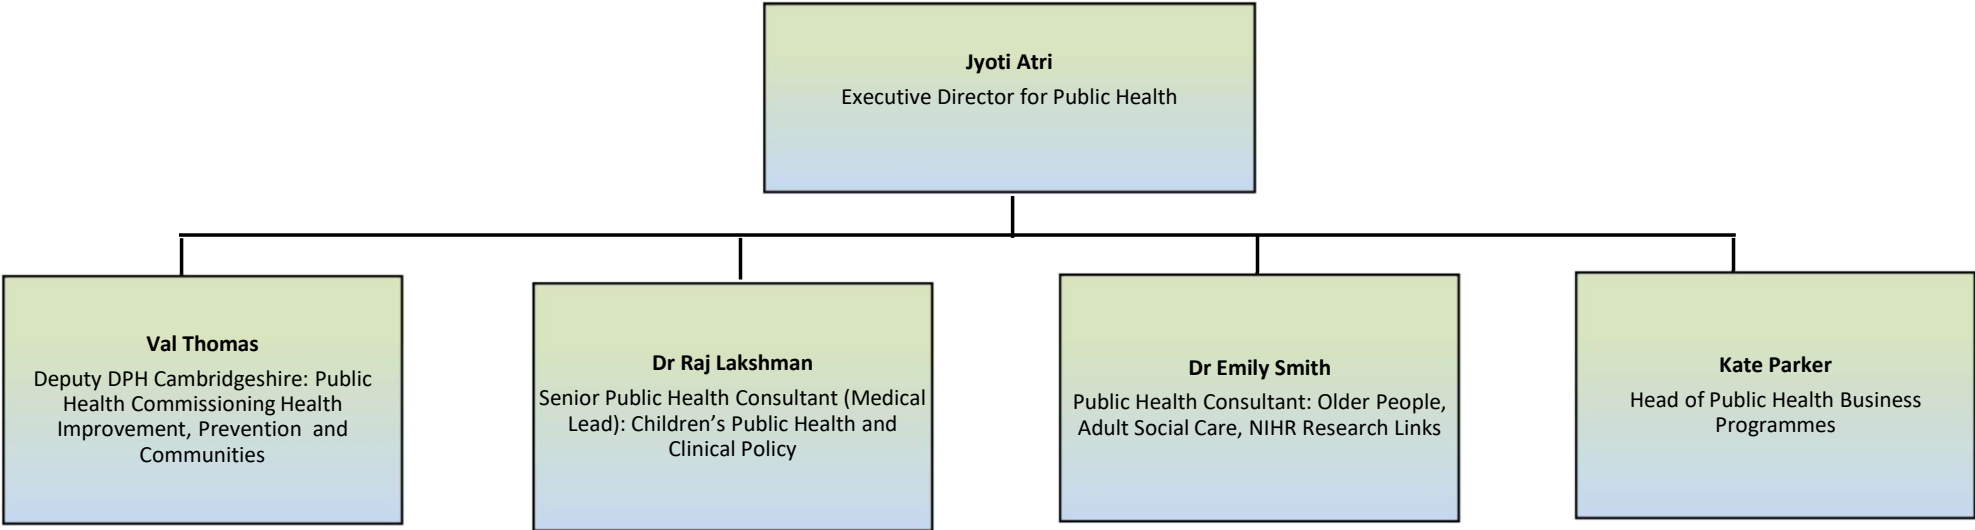 Jyoti Atri
Executive Director for Public Health
Val Thomas
Deputy DPH Cambridgeshire: Public
Health Commissioning Health
Improvement, Prevention and
Communities
Dr Raj Lakshman
Senior Public Health Consultant (Medical
Lead): Children’s Public Health and
Clinical Policy
Dr Emily Smith
Public Health Consultant: Older People,
Adult Social Care, NIHR Research Links
Kate Parker
Head of Public Health Business
Programmes